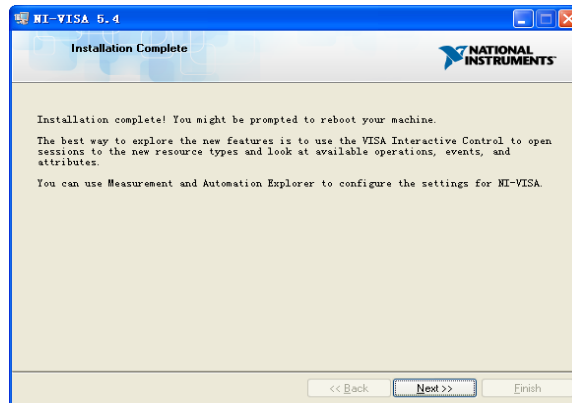 NI-VISA 5.4
Installation Complete
NATIONAL
INSTRUMENTS™
Installation complete! You might be prompted to reboot your machine.
The best way to explore the new features is to use the VISA Interactive Control to open
sessions to the new resource types and look at available operations, events, and
attributes.
You can use Measurement and Automation Explorer to configure the settings for NI-VISA.
<< Back
Next >>
Finish